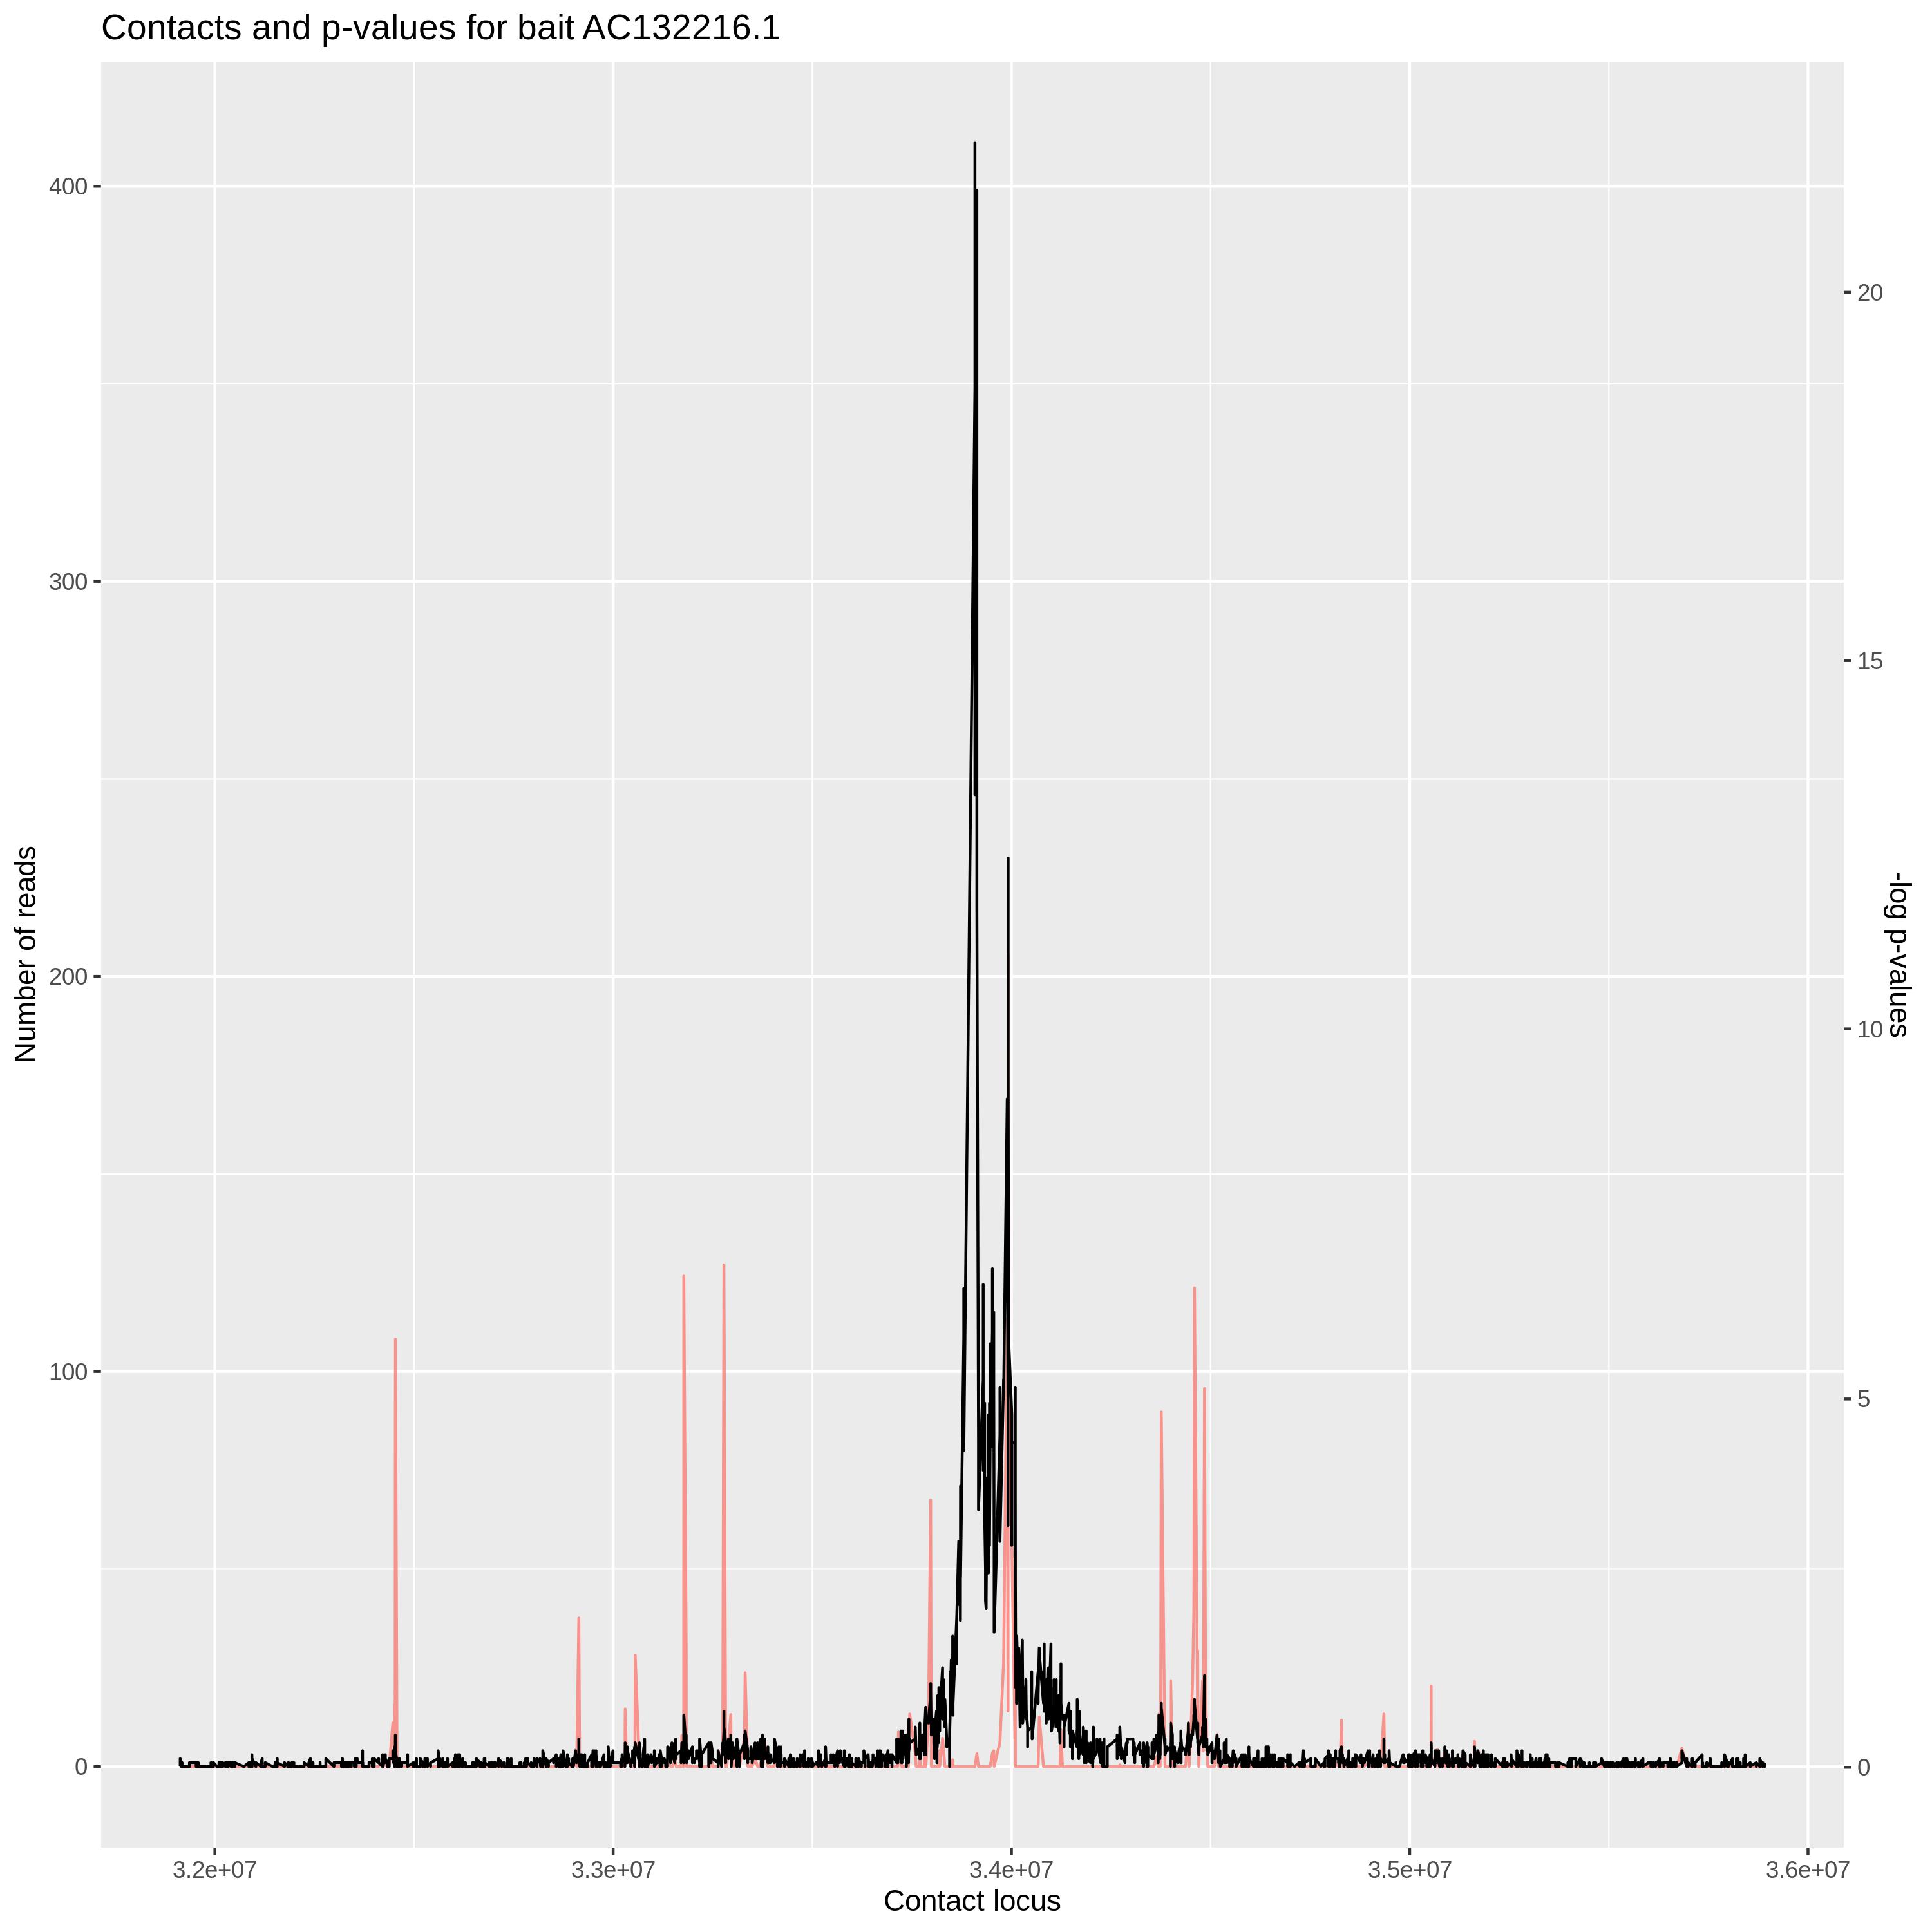 Contacts and p-values for bait AC132216.1
400
300
200
100
0
Number of reads
20
15
10
5
0
-log p-values
3.2e+07
3.3e+07
3.4e+07
3.5e+07
3.6e+07
Contact locus